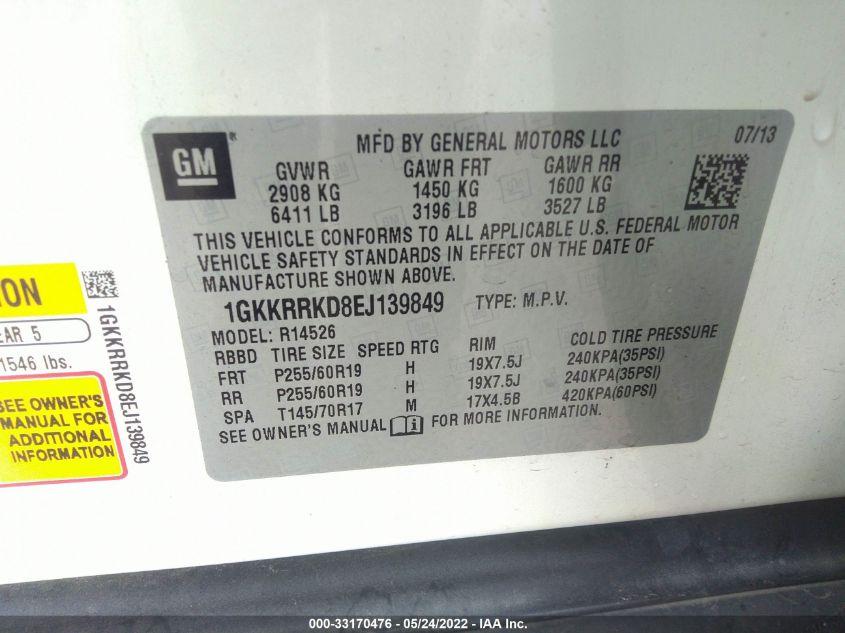 GM®
MFD BY GENERAL MOTORS LLC 07/13
GVWR GAWR FRT GAWR RR
2908 KG 1450 KG 1600 KG
6411 LB 3196 LB 3527 LB
THIS VEHICLE CONFORMS TO ALL APPLICABLE U.S. FEDERAL MOTOR
VEHICLE SAFETY STANDARDS IN EFFECT ON THE DATE OF
MANUFACTURE SHOWN ABOVE.
1GKKRRKD8EJ139849 TYPE: M.P.V.
MODEL: R14526
RBBD TIRE SIZE SPEED RTG RIM COLD TIRE PRESSURE
FRT P255/60R19 H 19X7.5J 240KPA(35PSI)
RR P255/60R19 H 19X7.5J 240KPA(35PSI)
SPA T145/70R17 M 17X4.5B 420KPA(60PSI)
SEE OWNER'S MANUAL FOR MORE INFORMATION.
ION
EAR 5
1546 lbs.
SEE OWNER'S
MANUAL FOR
ADDITIONAL
INFORMATION
1GKKRRKD8EJ139849
000-33170476 - 05/24/2022 - IAA Inc.